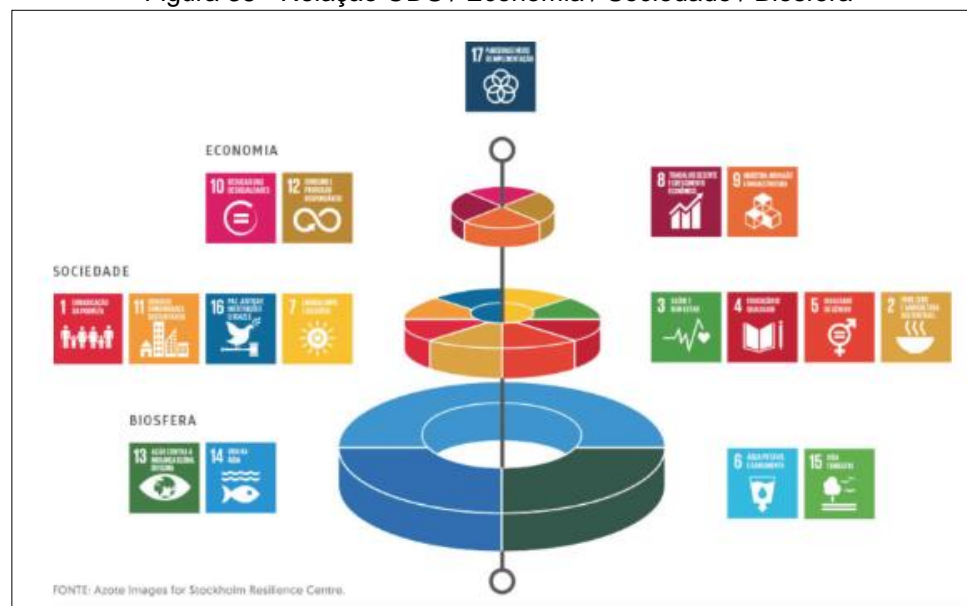 Figura 35 - Relação ODS / Economia / Sociedade / Biosfera
17 PARCERIAS E MEIOS
DE IMPLEMENTAÇÃO
ECONOMIA
10 REDUÇÃO DAS
DESIGUALDADES
12 CONSUMO E
PRODUÇÃO
RESPONSÁVEIS
8 TRABALHO DECENTE
E CRESCIMENTO
ECONÔMICO
9 INDÚSTRIA, INOVAÇÃO
E INFRAESTRUTURA
SOCIEDADE
1 ERRADICAÇÃO
DA POBREZA
11 CIDADES E
COMUNIDADES
SUSTENTÁVEIS
16 PAZ, JUSTIÇA E
INSTITUIÇÕES
EFICAZES
7
3 SAÚDE E
BEM-ESTAR
4 EDUCAÇÃO DE
QUALIDADE
5 IGUALDADE
DE GÊNERO
2 FOME ZERO
E AGRICULTURA
SUSTENTÁVEL
BIOSFERA
13 AÇÃO CONTRA A
MUDANÇA GLOBAL
DO CLIMA
14 VIDA NA
ÁGUA
6 ÁGUA POTÁVEL
E SANEAMENTO
15 VIDA
TERRESTRE
FONTE: Azote Images for Stockholm Resilience Centre.